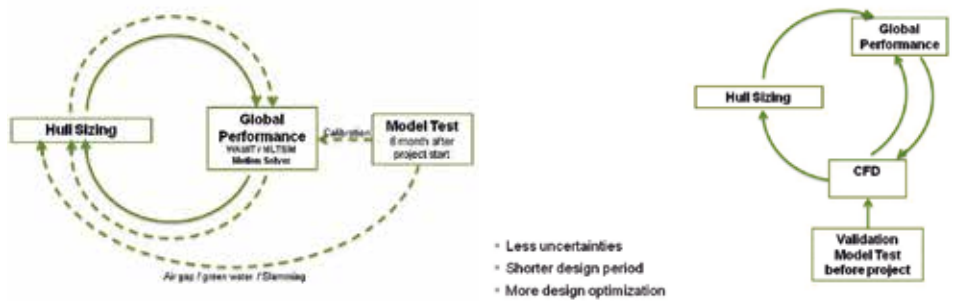 Hull Sizing
Global
Performance
WAMIT / MLTSIM
Motion Solver
Calibration
Model Test
6 month after
project start
Air gap / green water / Slamming
Less uncertainties
Shorter design period
More design optimization
Global
Performance
Hull Sizing
CFD
Validation
Model Test
before project